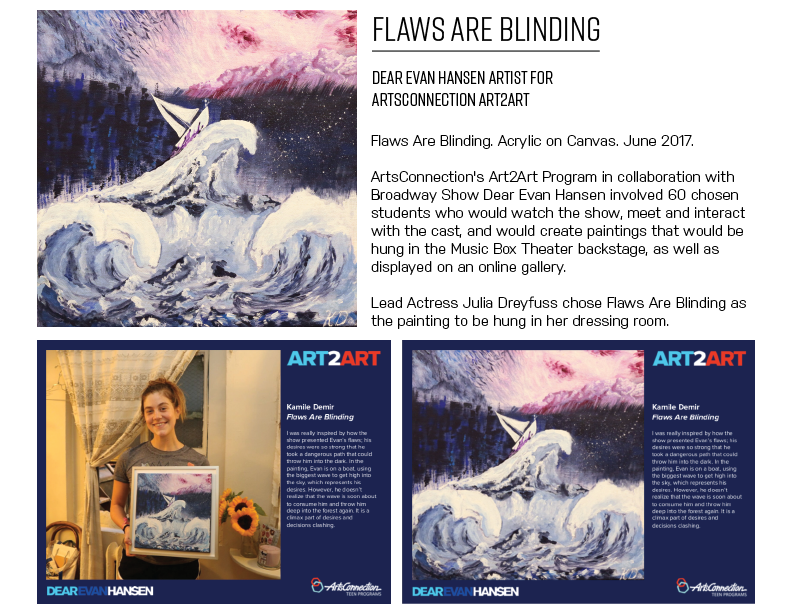 FLAWS ARE BLINDING
DEAR EVAN HANSEN ARTIST FOR
ARTSCONNECTION ART2ART
Flaws Are Blinding. Acrylic on Canvas. June 2017.
ArtsConnection's Art2Art Program in collaboration with
Broadway Show Dear Evan Hansen involved 60 chosen
students who would watch the show, meet and interact
with the cast, and would create paintings that would be
hung in the Music Box Theater backstage, as well as
displayed on an online gallery.
Lead Actress Julia Dreyfuss chose Flaws Are Blinding as
the painting to be hung in her dressing room.
KD
ART2ART
Kamile Demir
Flaws Are Blinding
I was really inspired by how the
show presented Evan's flaws; his
desires were so strong that he
took a dangerous path that could
throw him into the dark. In the
painting, Evan is on a boat, using
the biggest wave to get high into
the sky, which represents his
desires. However, he doesn't
realize that the wave is soon about
to consume him and throw him
deep into the forest again. It is a
climax part of desires and
decisions clashing.
DEAREVANHANSEN
ArtsConnection
TEEN PROGRAMS
ART2ART
Kamile Demir
Flaws Are Blinding
I was really inspired by how the
show presented Evan's flaws; his
desires were so strong that he
took a dangerous path that could
throw him into the dark. In the
painting, Evan is on a boat, using
the biggest wave to get high into
the sky, which represents his
desires. However, he doesn't
realize that the wave is soon about
to consume him and throw him
deep into the forest again. It is a
climax part of desires and
decisions clashing.
KD
DEAREVANHANSEN
ArtsConnection
TEEN PROGRAMS